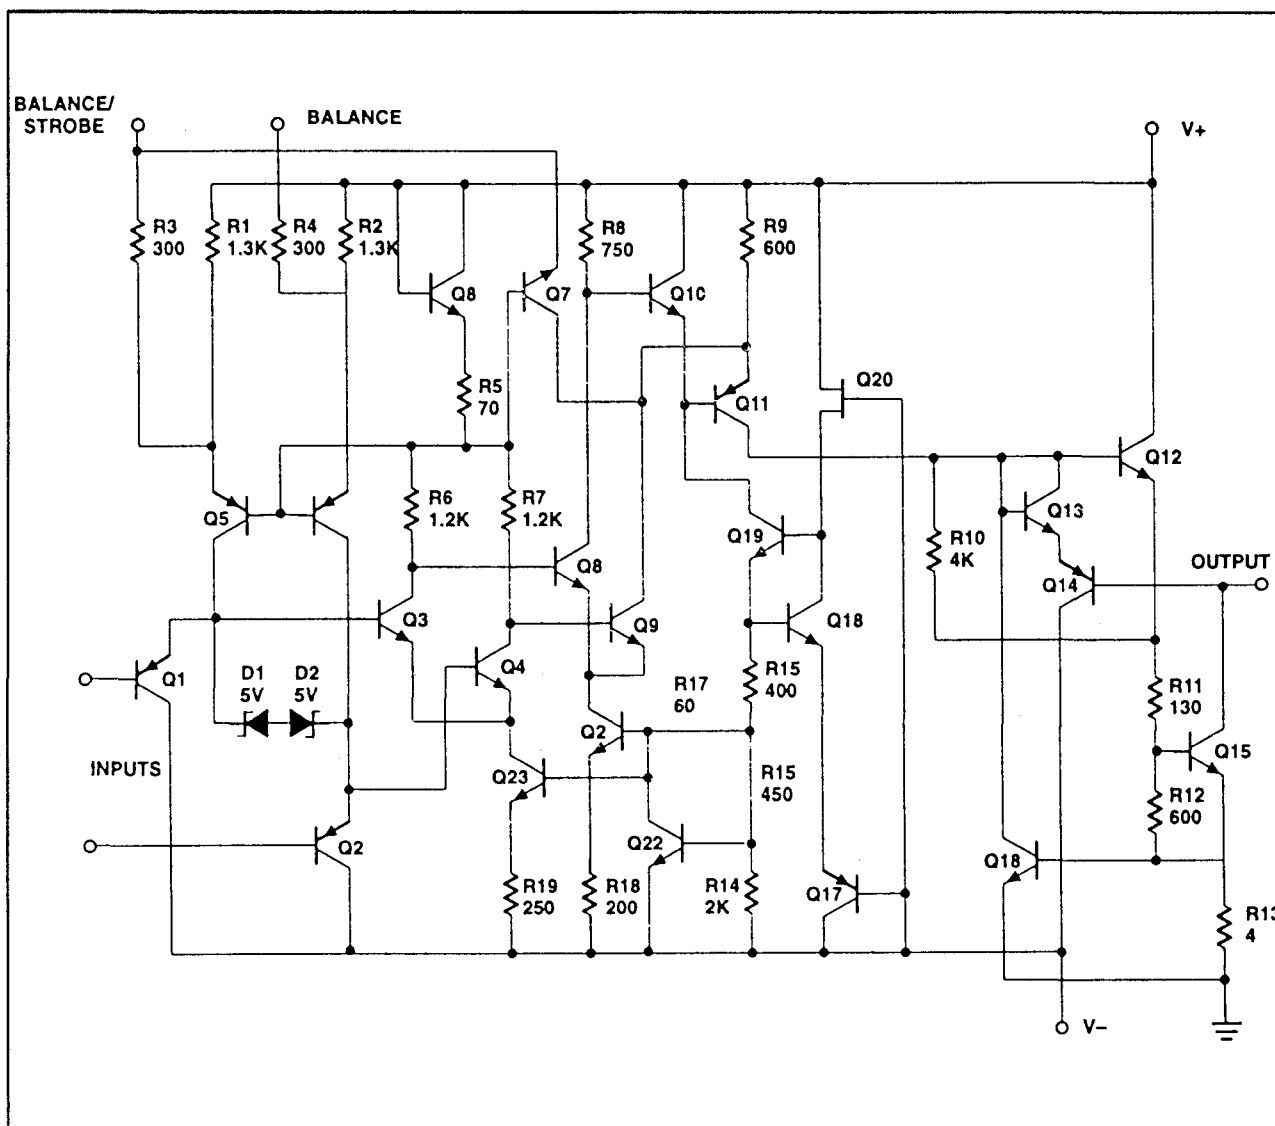 BALANCE/
STROBE
BALANCE
V+
R3
300
R1
1.3K
R4
300
R2
1.3K
R8
750
R9
600
Q8
Q7
Q10
R5
70
Q11
Q20
Q5
R6
1.2K
R7
1.2K
Q12
Q13
Q19
R10
4K
OUTPUT
Q8
Q14
Q3
Q9
Q18
Q1
D1
5V
D2
5V
Q4
R17
60
R15
400
R11
130
Q2
Q15
INPUTS
Q23
R15
450
R12
600
Q2
Q22
Q18
R19
250
R18
200
R14
2K
Q17
R13
4
V-